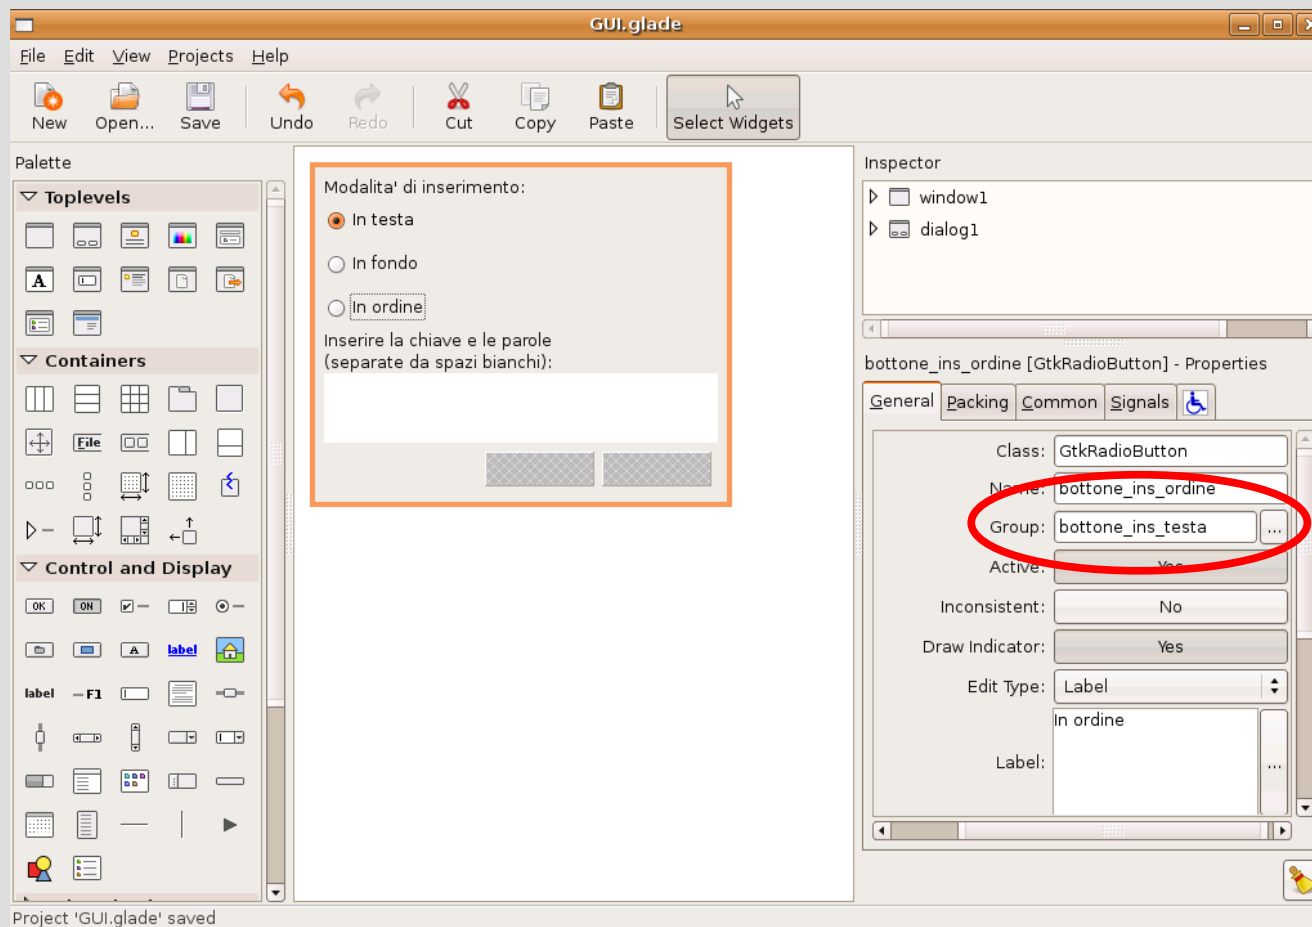 GUI.glade
File Edit View Projects Help
New Open... Save Undo Redo Cut Copy Paste Select Widgets
Palette
Toplevels
A
Containers
File
Control and Display
OK ON
A label
label F1
Modalita' di inserimento:
In testa
In fondo
In ordine
Inserire la chiave e le parole
(separate da spazi bianchi):
Inspector
window1
dialog1
bottone_ins_ordine [GtkRadioButton] - Properties
General Packing Common Signals
Class: GtkRadioButton
Name: bottone_ins_ordine
Group: bottone_ins_testa ...
Active: Yes
Inconsistent: No
Draw Indicator: Yes
Edit Type: Label
Label: In ordine ...
Project 'GUI.glade' saved